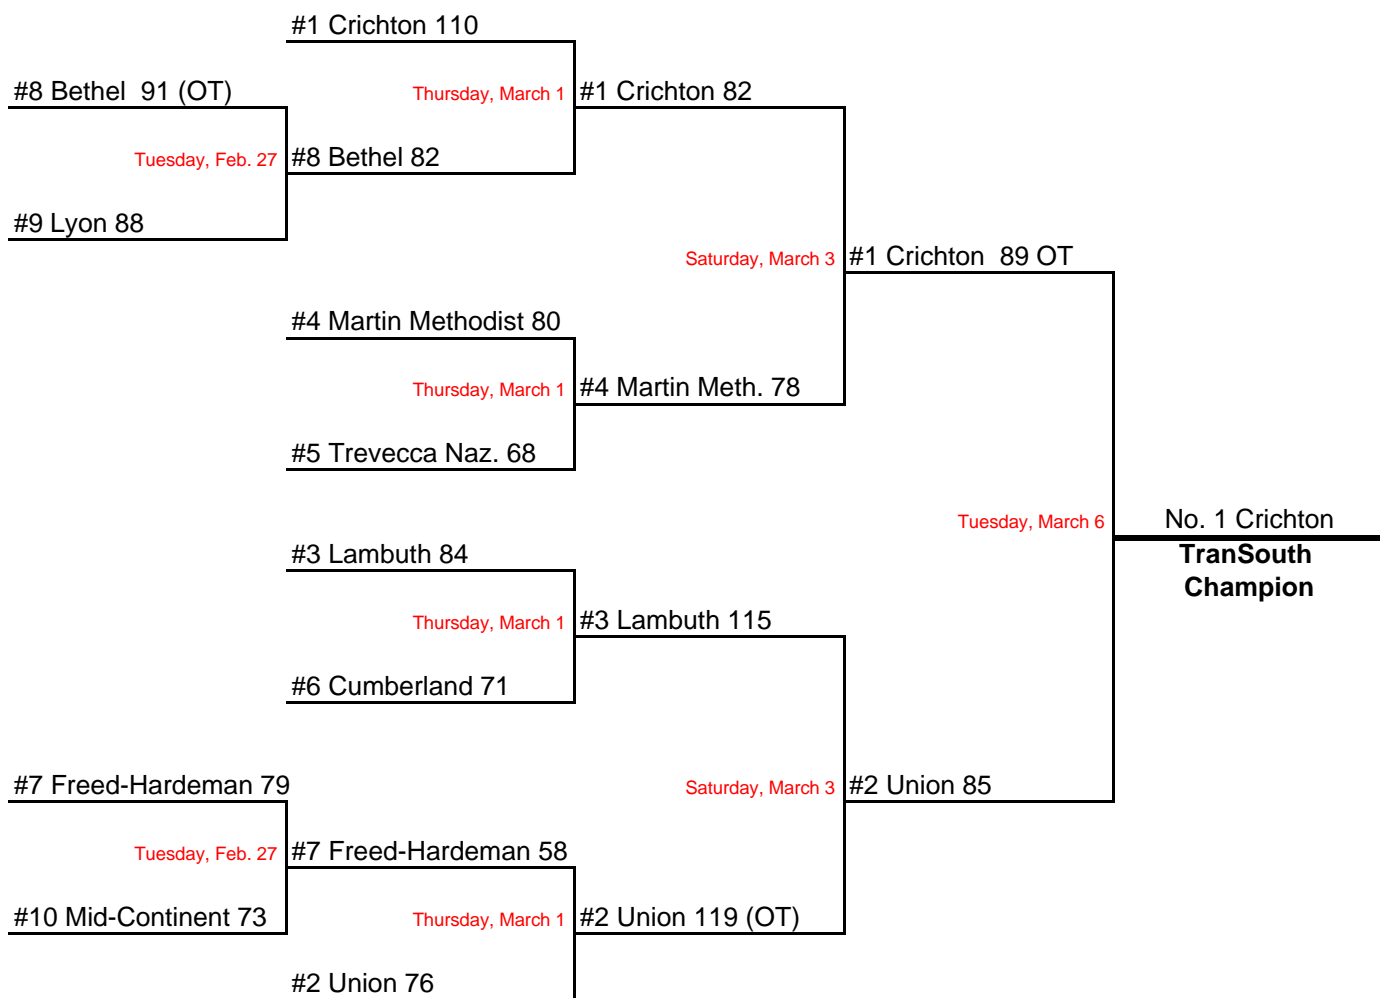 #1 Crichton 110
#8 Bethel  91 (OT)
Thursday, March 1
#1 Crichton 82
Tuesday, Feb. 27
#8 Bethel 82
#9 Lyon 88
Saturday, March 3
#1 Crichton  89 OT
#4 Martin Methodist 80
Thursday, March 1
#4 Martin Meth. 78
#5 Trevecca Naz. 68
Tuesday, March 6
No. 1 Crichton
TranSouth
Champion
#3 Lambuth 84
Thursday, March 1
#3 Lambuth 115
#6 Cumberland 71
#7 Freed-Hardeman 79
Saturday, March 3
#2 Union 85
Tuesday, Feb. 27
#7 Freed-Hardeman 58
#10 Mid-Continent 73
Thursday, March 1
#2 Union 119 (OT)
#2 Union 76